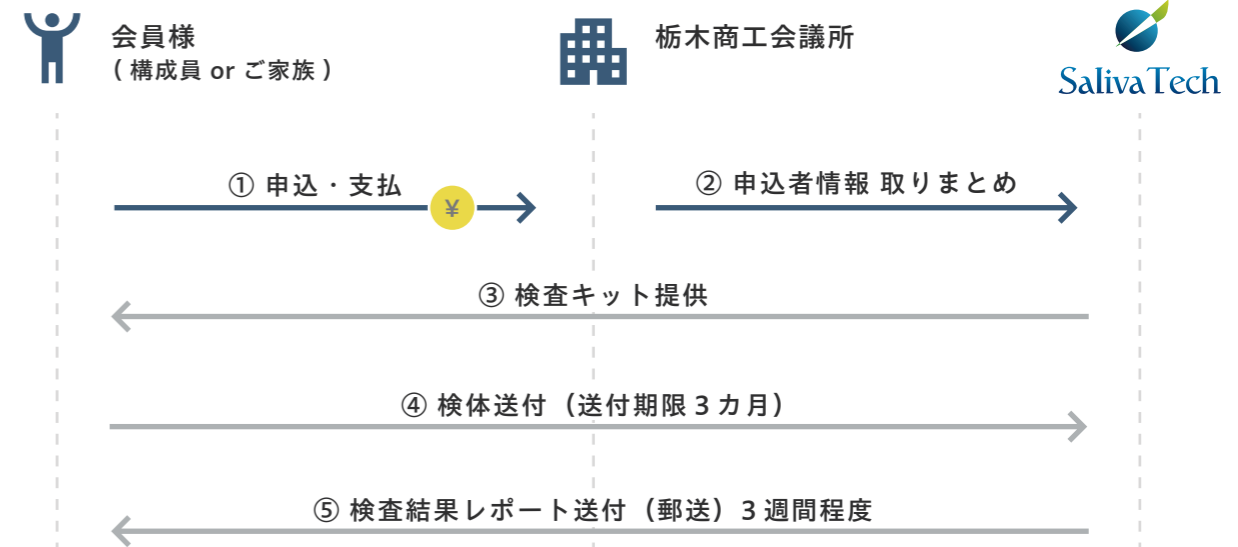 会員様
(構成員 or ご家族)
栃木商工会議所
SalivaTech
① 申込・支払
¥
② 申込者情報 取りまとめ
③ 検査キット提供
④ 検体送付（送付期限３カ月）
⑤ 検査結果レポート送付（郵送）３週間程度